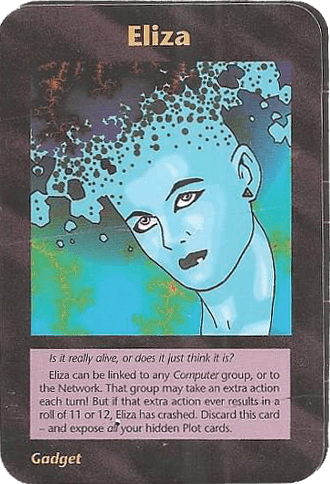 Eliza
Is it really alive, or does it just think it is?
Eliza can be linked to any Computer group, or to
the Network. That group may take an extra action
each turn! But if that extra action ever results in a
roll of 11 or 12, Eliza has crashed. Discard this card
– and expose all your hidden Plot cards.
Gadget